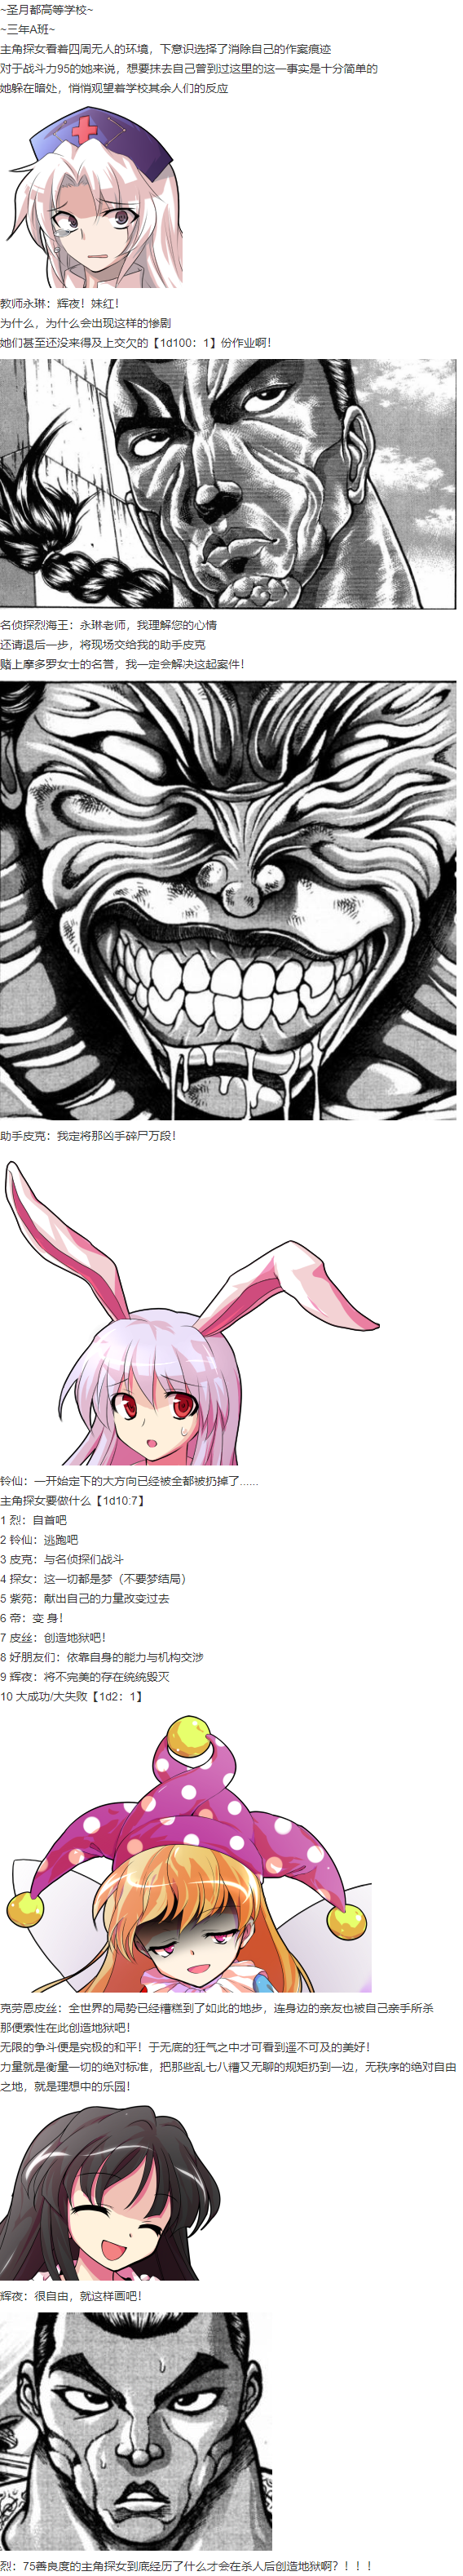 ~圣月都高等学校~
~三年A班~
主角探女看着四周无人的环境，下意识选择了消除自己的作案痕迹
对于战斗力95的她来说，想要抹去自己曾到过这里的这一事实是十分简单的
她躲在暗处，悄悄观望着学校其余人们的反应
教师永琳：辉夜！妹红！
为什么，为什么会出现这样的惨剧
她们甚至还没来得及上交欠的【1d100：1】份作业啊！
名侦探烈海王：永琳老师，我理解您的心情
还请退后一步，将现场交给我的助手皮克
赌上摩多罗女士的名誉，我一定会解决这起案件！
助手皮克：我定将那凶手碎尸万段！
铃仙：一开始定下的大方向已经被全都被扔掉了......
主角探女要做什么【1d10:7】
1 烈：自首吧
2 铃仙：逃跑吧
3 皮克：与名侦探们战斗
4 探女：这一切都是梦（不要梦结局）
5 紫苑：献出自己的力量改变过去
6 帝：变 身！
7 皮丝：创造地狱吧！
8 好朋友们：依靠自身的能力与机构交涉
9 辉夜：将不完美的存在统统毁灭
10 大成功/大失败【1d2：1】
克劳恩皮丝：全世界的局势已经糟糕到了如此的地步，连身边的亲友也被自己亲手所杀
那便索性在此创造地狱吧！
无限的争斗便是究极的和平！于无底的狂气之中才可看到遥不可及的美好！
力量就是衡量一切的绝对标准，把那些乱七八糟又无聊的规矩扔到一边，无秩序的绝对自由
之地，就是理想中的乐园！
辉夜：很自由，就这样画吧！
烈：75善良度的主角探女到底经历了什么才会在杀人后创造地狱啊？！！！